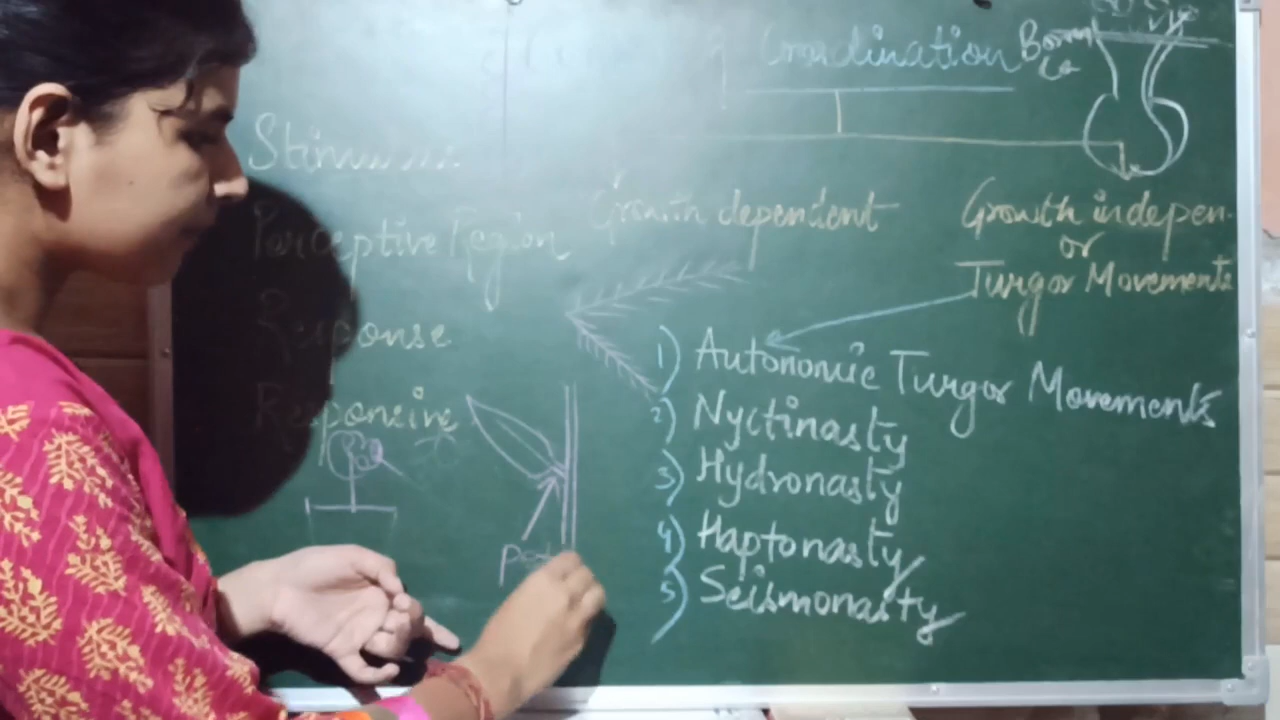 Coordination
Perceptive Region
Response
Responsive
Growth dependent
Growth indepen-
or
Turgor Movements
1) Autonomic Turgor Movements
2) Nyctinasty
3) Hydronasty
4) Haptonasty
5) Seismonasty